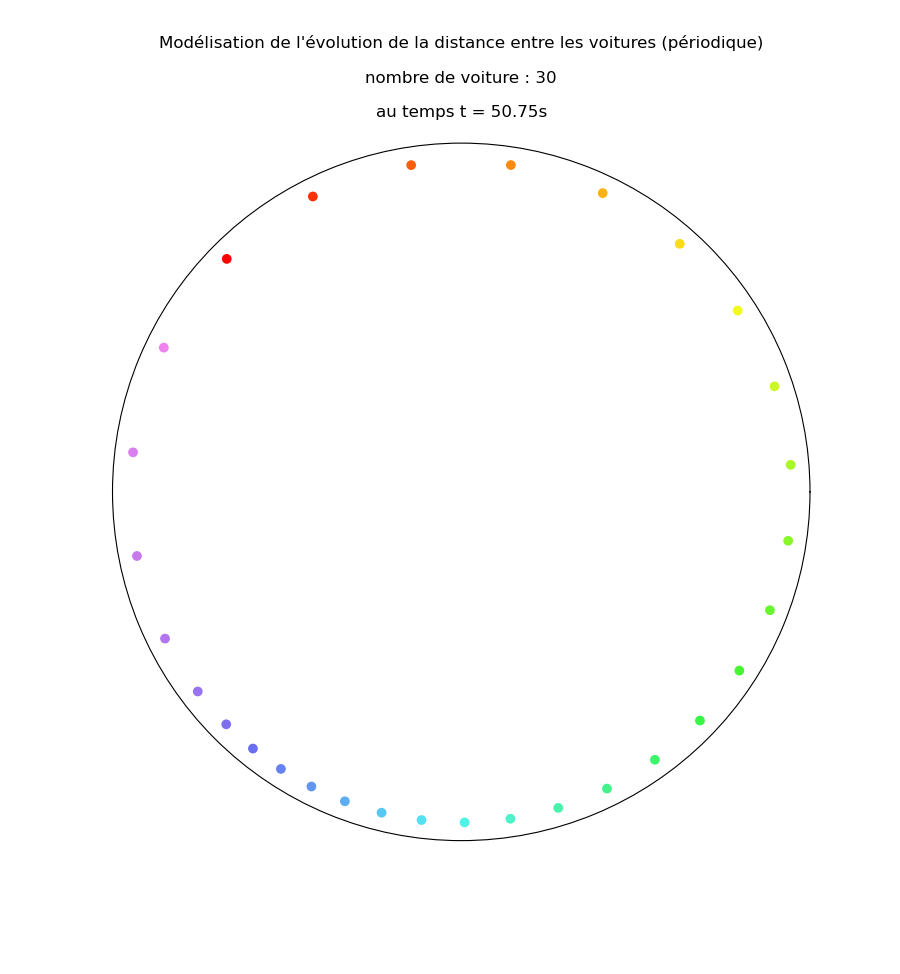 Modélisation de l'évolution de la distance entre les voitures (périodique)
nombre de voiture : 30
au temps t = 50.75s